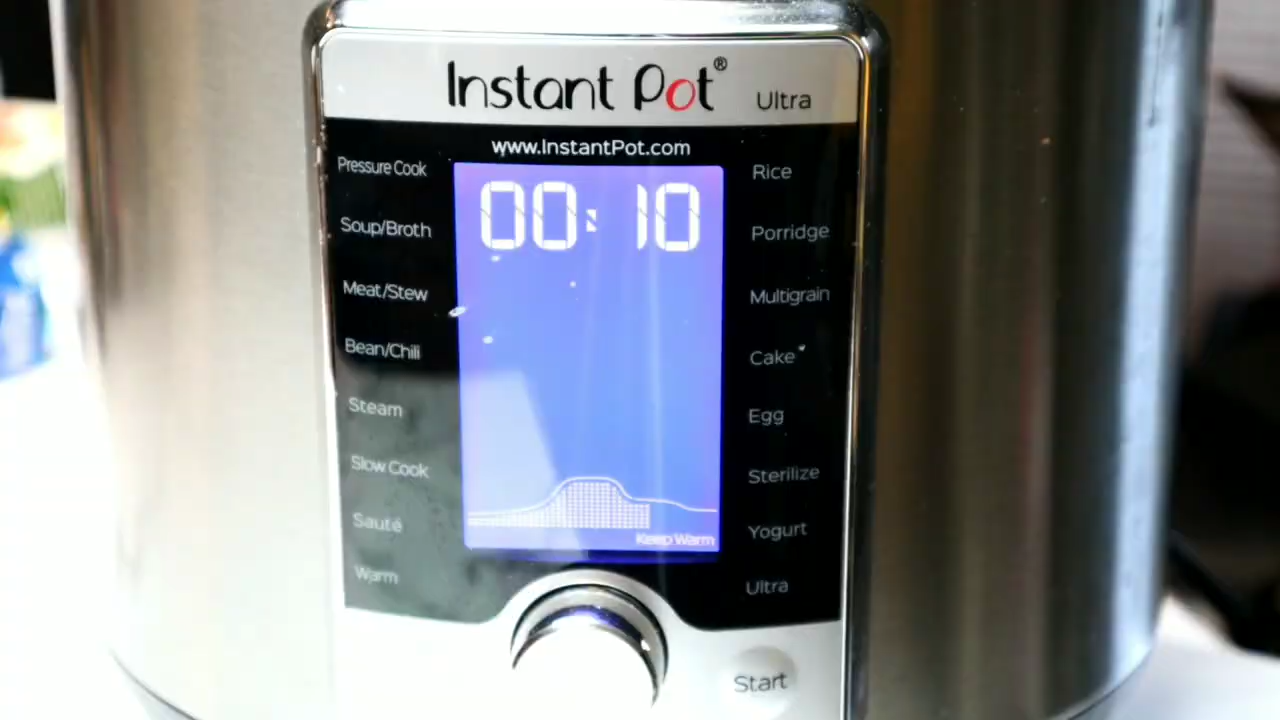 Instant Pot® Ultra
www.InstantPot.com
00:10
Pressure Cook
Soup/Broth
Meat/Stew
Bean/Chili
Steam
Slow Cook
Sauté
Warm
Rice
Porridge
Multigrain
Cake
Egg
Sterilize
Yogurt
Ultra
Keep Warm
Start